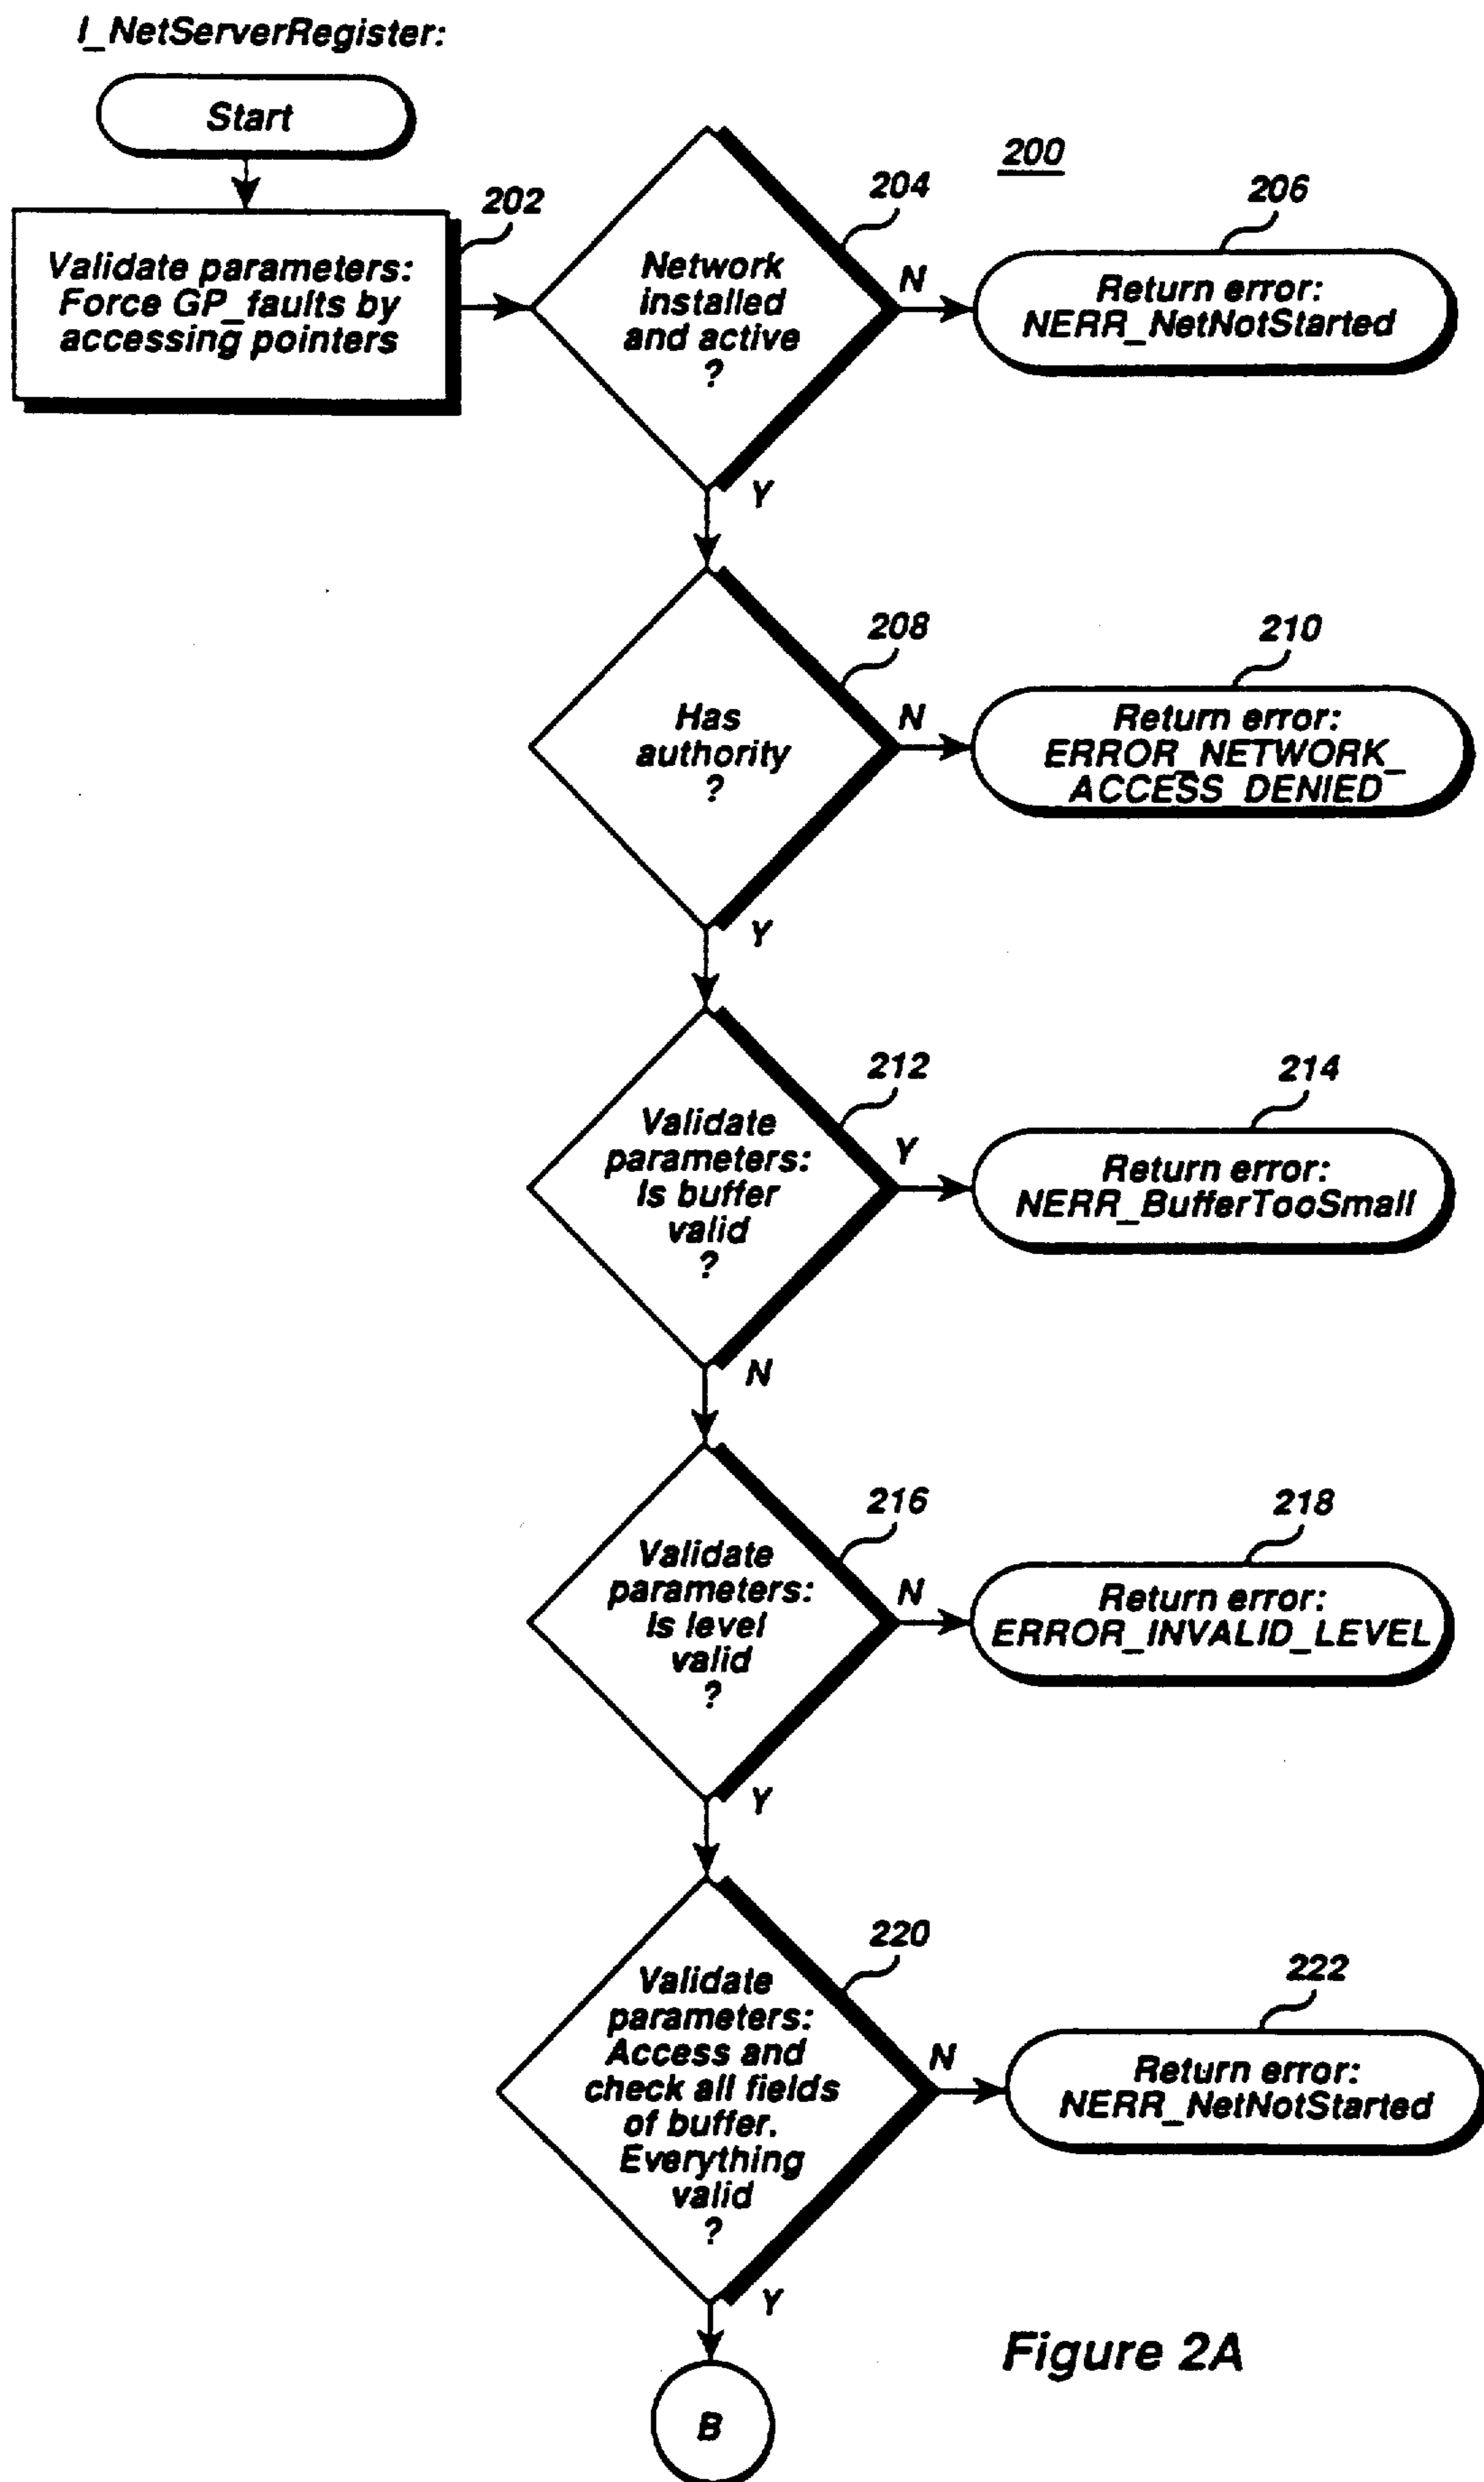 I_NetServerRegister:
Start
200
202
Validate parameters:
Force GP_faults by
accessing pointers
204
Network
installed
and active
?
N
Y
206
Return error:
NERR_NetNotStarted
208
Has
authority
?
N
Y
210
Return error:
ERROR_NETWORK_
ACCESS_DENIED
212
Validate
parameters:
Is buffer
valid
?
Y
N
214
Return error:
NERR_BufferTooSmall
216
Validate
parameters:
Is level
valid
?
N
Y
218
Return error:
ERROR_INVALID_LEVEL
220
Validate
parameters:
Access and
check all fields
of buffer.
Everything
valid
?
N
Y
222
Return error:
NERR_NetNotStarted
B
Figure 2A